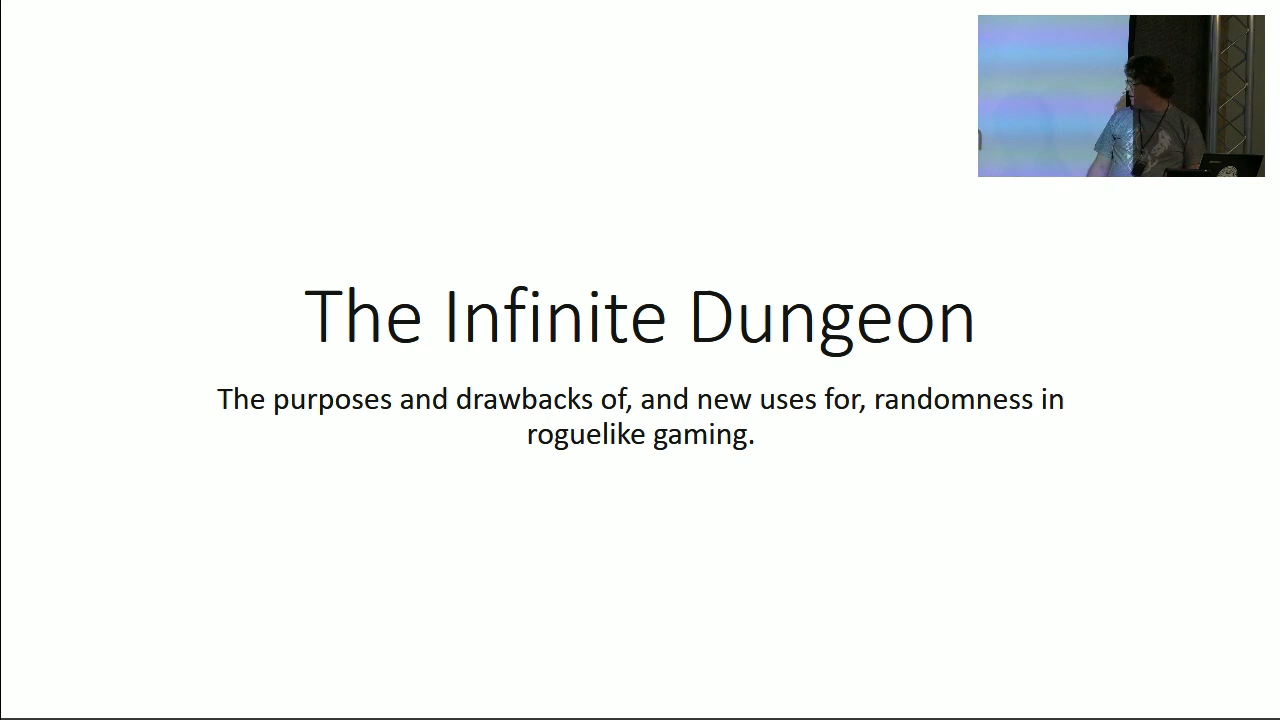 The Infinite Dungeon
The purposes and drawbacks of, and new uses for, randomness in
roguelike gaming.